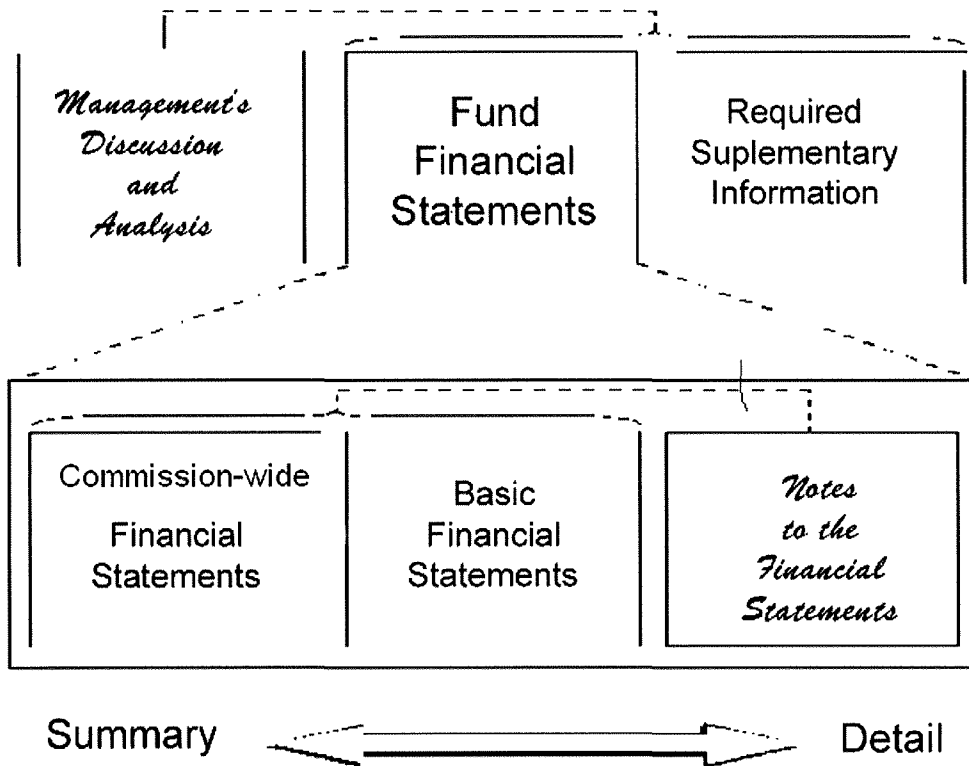 Management's
Discussion
and
Analysis
Fund
Financial
Statements
Required
Suplementary
Information
Commission-wide
Financial
Statements
Basic
Financial
Statements
Notes
to the
Financial
Statements
Summary
Detail